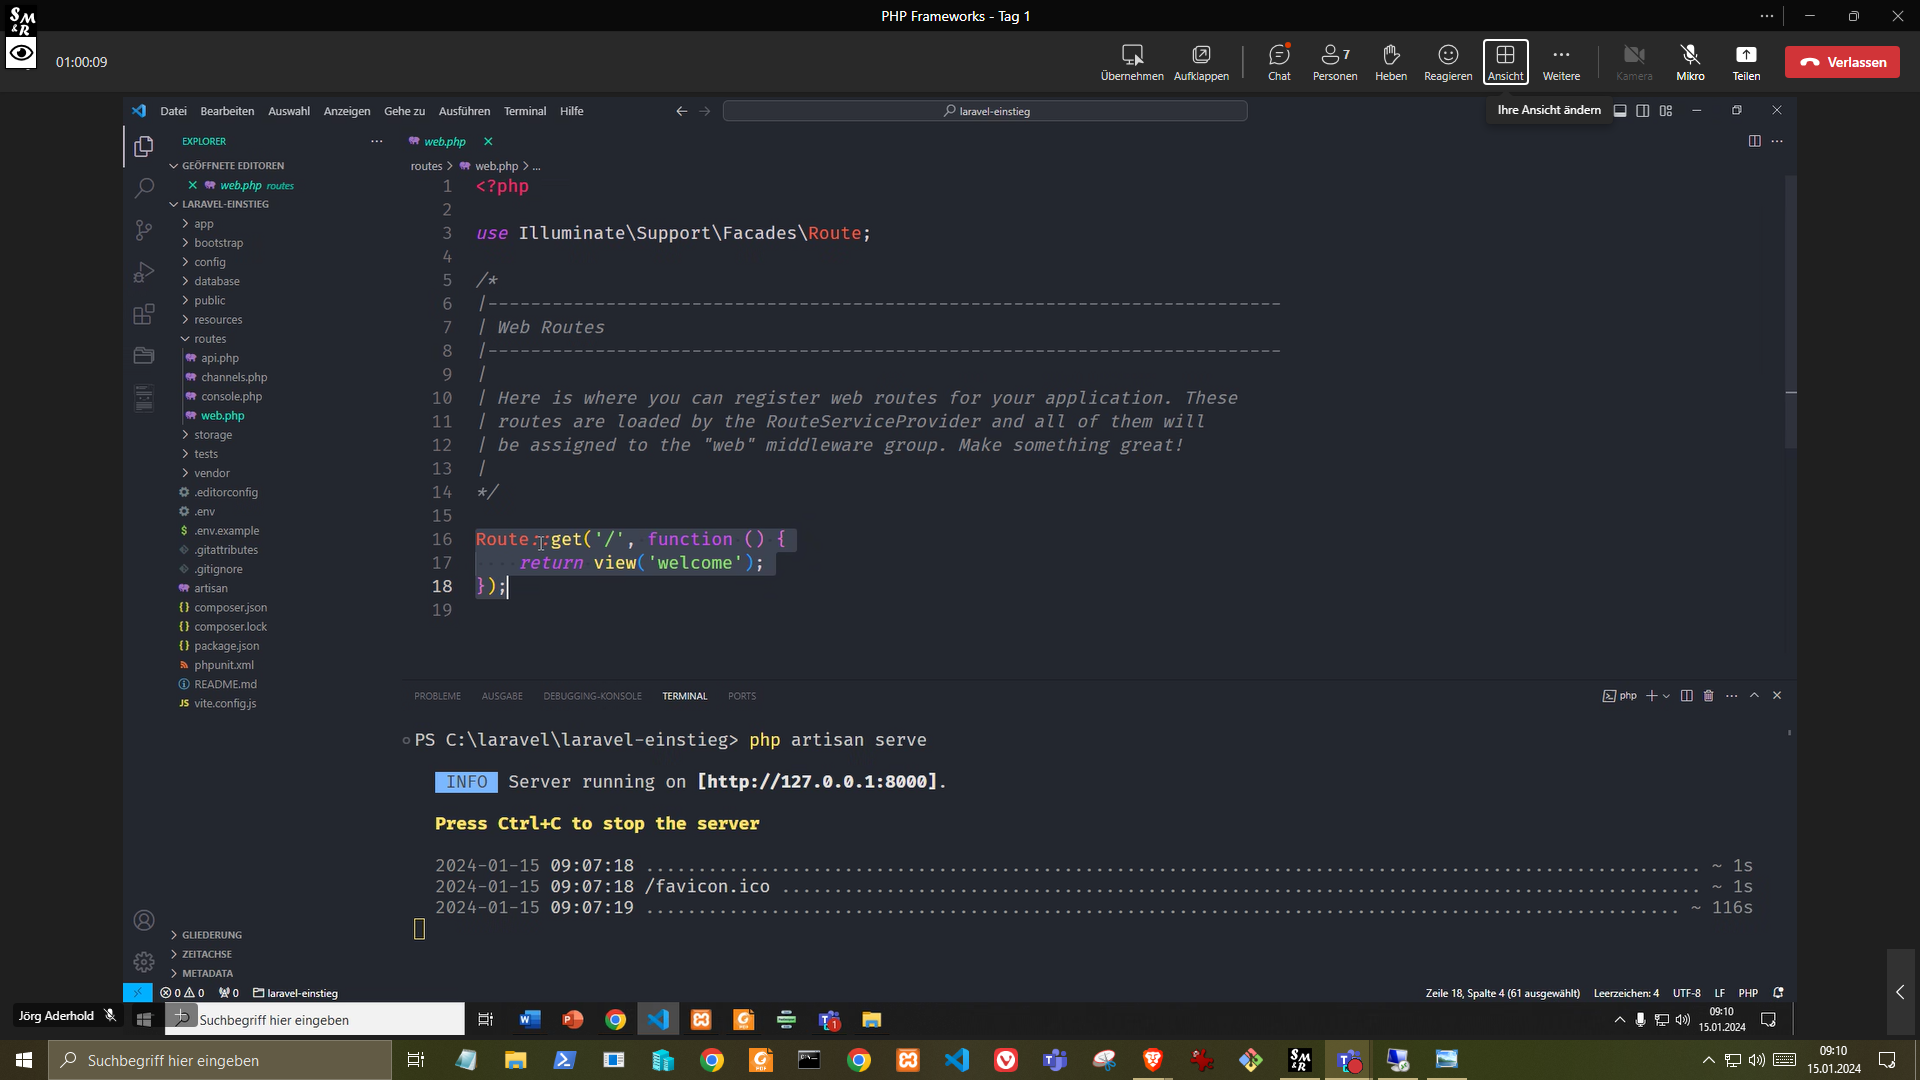 SM
&R
PHP Frameworks - Tag 1
01:00:09
Übernehmen
Aufklappen
Chat
7
Personen
Heben
Reagieren
Ansicht
Weitere
Kamera
Mikro
Teilen
Verlassen
Datei Bearbeiten Auswahl Anzeigen Gehe zu Ausführen Terminal Hilfe
laravel-einstieg
Ihre Ansicht ändern
EXPLORER
GEÖFFNETE EDITOREN
web.php routes
LARAVEL-EINSTIEG
app
bootstrap
config
database
public
resources
routes
api.php
channels.php
console.php
web.php
storage
tests
vendor
.editorconfig
.env
$ .env.example
.gitattributes
.gitignore
artisan
{} composer.json
{} composer.lock
{} package.json
phpunit.xml
README.md
JS vite.config.js
GLIEDERUNG
ZEITACHSE
METADATA
web.php
routes > web.php > ...
1 <?php
2
3 use Illuminate\Support\Facades\Route;
4
5 /*
6 |--------------------------------------------------------------------------
7 | Web Routes
8 |--------------------------------------------------------------------------
9 |
10 | Here is where you can register web routes for your application. These
11 | routes are loaded by the RouteServiceProvider and all of them will
12 | be assigned to the "web" middleware group. Make something great!
13 |
14 */
15
16 Route::get('/', function () {
17 return view('welcome');
18 });
19
PROBLEME AUSGABE DEBUGGING-KONSOLE TERMINAL PORTS
php
PS C:\laravel\laravel-einstieg> php artisan serve
INFO Server running on [http://127.0.0.1:8000].
Press Ctrl+C to stop the server
2024-01-15 09:07:18 ................................................ ~ 1s
2024-01-15 09:07:18 /favicon.ico ................................................ ~ 1s
2024-01-15 09:07:19 ................................................ ~ 116s
0 0 0 laravel-einstieg
Zeile 18, Spalte 4 (61 ausgewählt) Leerzeichen: 4 UTF-8 LF PHP
Jörg Aderhold
Suchbegriff hier eingeben
1
09:10
15.01.2024
Suchbegriff hier eingeben
SM
&R
09:10
15.01.2024